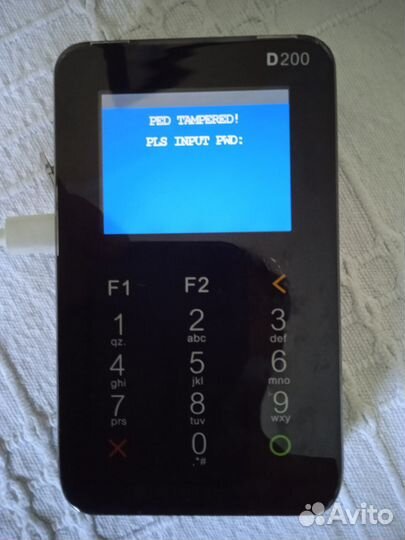 D200
PED TAMPERED!
PLS INPUT PWD:
F1 F2 <
1 2 3
qz. abc def
4 5 6
ghi jkl mno
7 8 9
prs tuv wxy
0
.*#
Avito